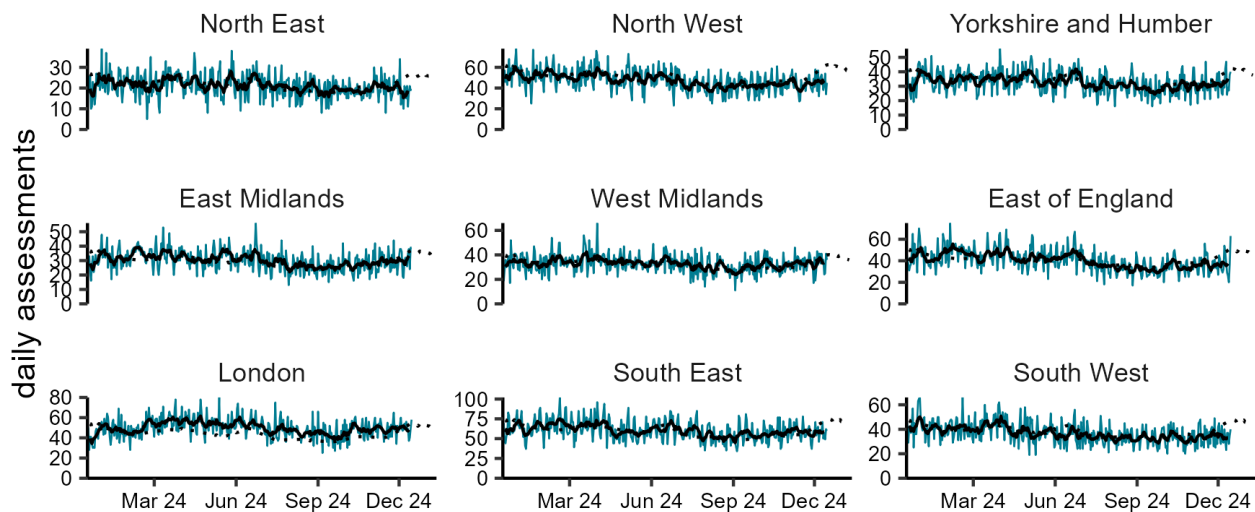 North East North West Yorkshire and Humber
30 60 50
20 40 40
10 20 30
0 0 20
10
0
East Midlands West Midlands East of England
50 60 60
40 40 40
30 20 20
20 0 0
10
0
London South East South West
80 100 60
60 75 40
40 50 20
20 25 0
0 0
Mar 24 Jun 24 Sep 24 Dec 24 Mar 24 Jun 24 Sep 24 Dec 24 Mar 24 Jun 24 Sep 24 Dec 24
daily assessments